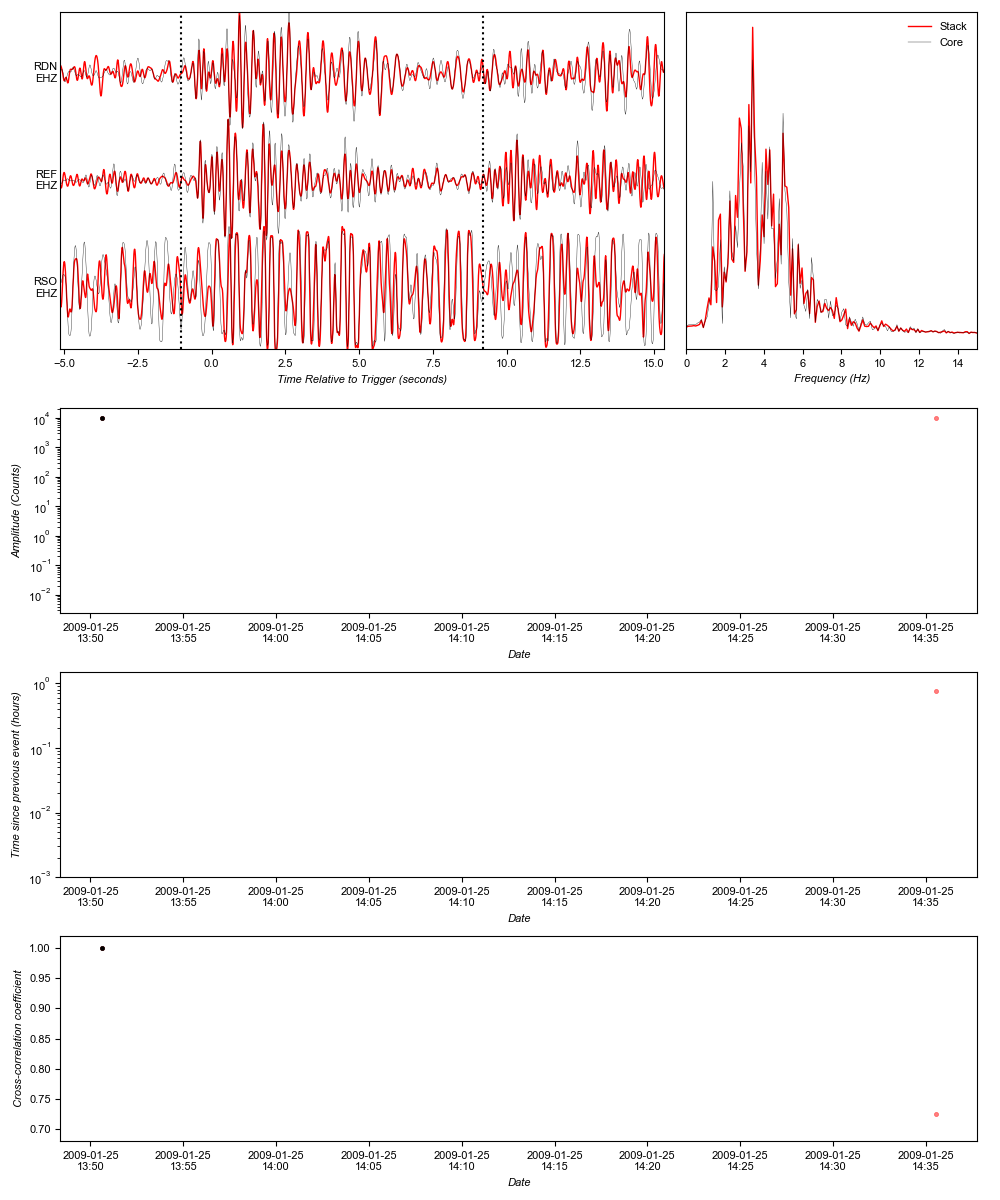 RDN
EHZ
REF
EHZ
RSO
EHZ
−5.0 −2.5 0.0 2.5 5.0 7.5 10.0 12.5 15.0
Time Relative to Trigger (seconds)
Stack
Core
0 2 4 6 8 10 12 14
Frequency (Hz)
10⁴
10³
10²
10¹
10⁰
10⁻¹
10⁻²
Amplitude (Counts)
2009-01-25 2009-01-25 2009-01-25 2009-01-25 2009-01-25 2009-01-25 2009-01-25 2009-01-25 2009-01-25 2009-01-25
13:50 13:55 14:00 14:05 14:10 14:15 14:20 14:25 14:30 14:35
Date
10⁰
10⁻¹
10⁻²
10⁻³
Time since previous event (hours)
2009-01-25 2009-01-25 2009-01-25 2009-01-25 2009-01-25 2009-01-25 2009-01-25 2009-01-25 2009-01-25 2009-01-25
13:50 13:55 14:00 14:05 14:10 14:15 14:20 14:25 14:30 14:35
Date
1.00
0.95
0.90
0.85
0.80
0.75
0.70
Cross-correlation coefficient
2009-01-25 2009-01-25 2009-01-25 2009-01-25 2009-01-25 2009-01-25 2009-01-25 2009-01-25 2009-01-25 2009-01-25
13:50 13:55 14:00 14:05 14:10 14:15 14:20 14:25 14:30 14:35
Date